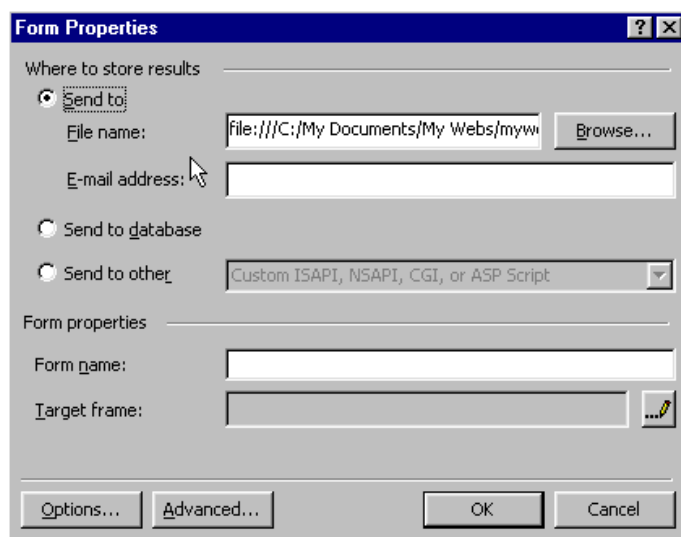 Form Properties
Where to store results
Send to
File name: file:///C:/My Documents/My Webs/myw Browse...
E-mail address:
Send to database
Send to other Custom ISAPI, NSAPI, CGI, or ASP Script
Form properties
Form name:
Target frame: ...
Options... Advanced... OK Cancel